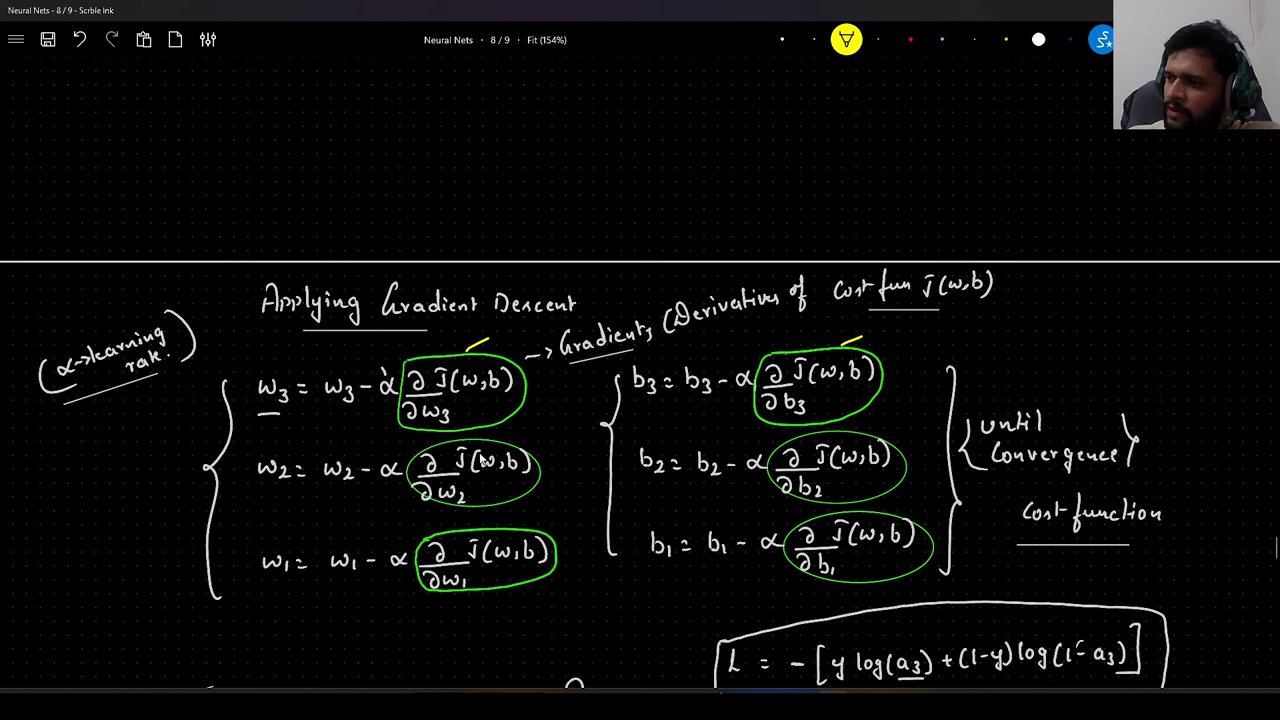 Neural Nets - 8 / 9 - Scrble Ink
Neural Nets • 8 / 9 • Fit (154%)
Applying Gradient Descent
→ Gradients (Derivatives of cost fun J(w,b)
(α→learning rate.)
w3 = w3 - α ∂J(w,b)/∂w3
w2 = w2 - α ∂J(w,b)/∂w2
w1 = w1 - α ∂J(w,b)/∂w1
b3 = b3 - α ∂J(w,b)/∂b3
b2 = b2 - α ∂J(w,b)/∂b2
b1 = b1 - α ∂J(w,b)/∂b1
{until
Convergence}
Cost function
L = -[y log(a3) + (1-y) log(1-a3)]